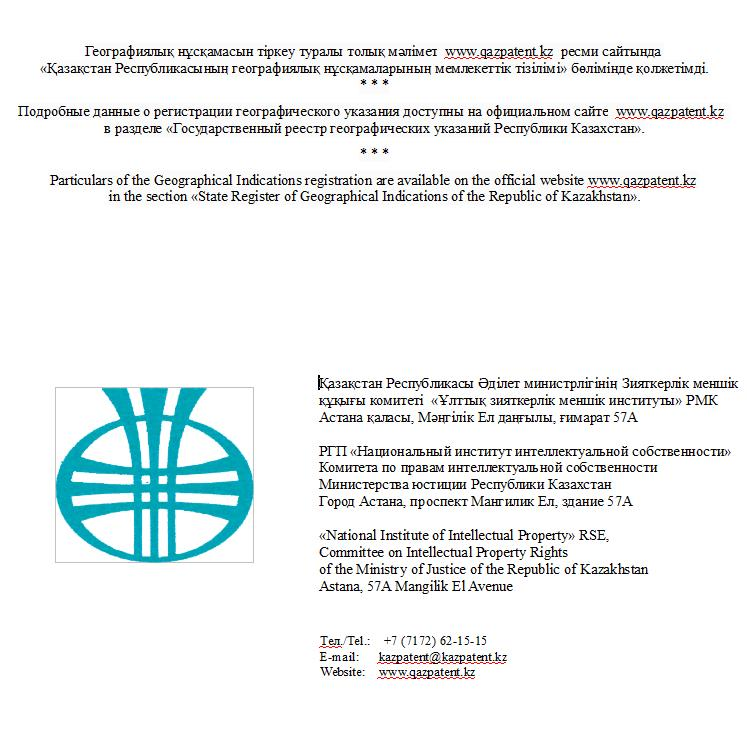 Географиялық нұсқамасын тіркеу туралы толық мәлімет www.qazpatent.kz ресми сайтында
«Қазақстан Республикасының географиялық нұсқамаларының мемлекеттік тізілімі» бөлімінде қолжетімді.
* * *
Подробные данные о регистрации географического указания доступны на официальном сайте www.qazpatent.kz
в разделе «Государственный реестр географических указаний Республики Казахстан».
* * *
Particulars of the Geographical Indications registration are available on the official website www.qazpatent.kz
in the section «State Register of Geographical Indications of the Republic of Kazakhstan».
Қазақстан Республикасы Әділет министрлігінің Зияткерлік меншік
құқығы комитеті «Ұлттық зияткерлік меншік институты» РМК
Астана қаласы, Мәңгілік Ел даңғылы, ғимарат 57А
РГП «Национальный институт интеллектуальной собственности»
Комитета по правам интеллектуальной собственности
Министерства юстиции Республики Казахстан
Город Астана, проспект Мангилик Ел, здание 57А
«National Institute of Intellectual Property» RSE,
Committee on Intellectual Property Rights
of the Ministry of Justice of the Republic of Kazakhstan
Astana, 57A Mangilik El Avenue
Тел./Tel.: +7 (7172) 62-15-15
E-mail: kazpatent@kazpatent.kz
Website: www.qazpatent.kz